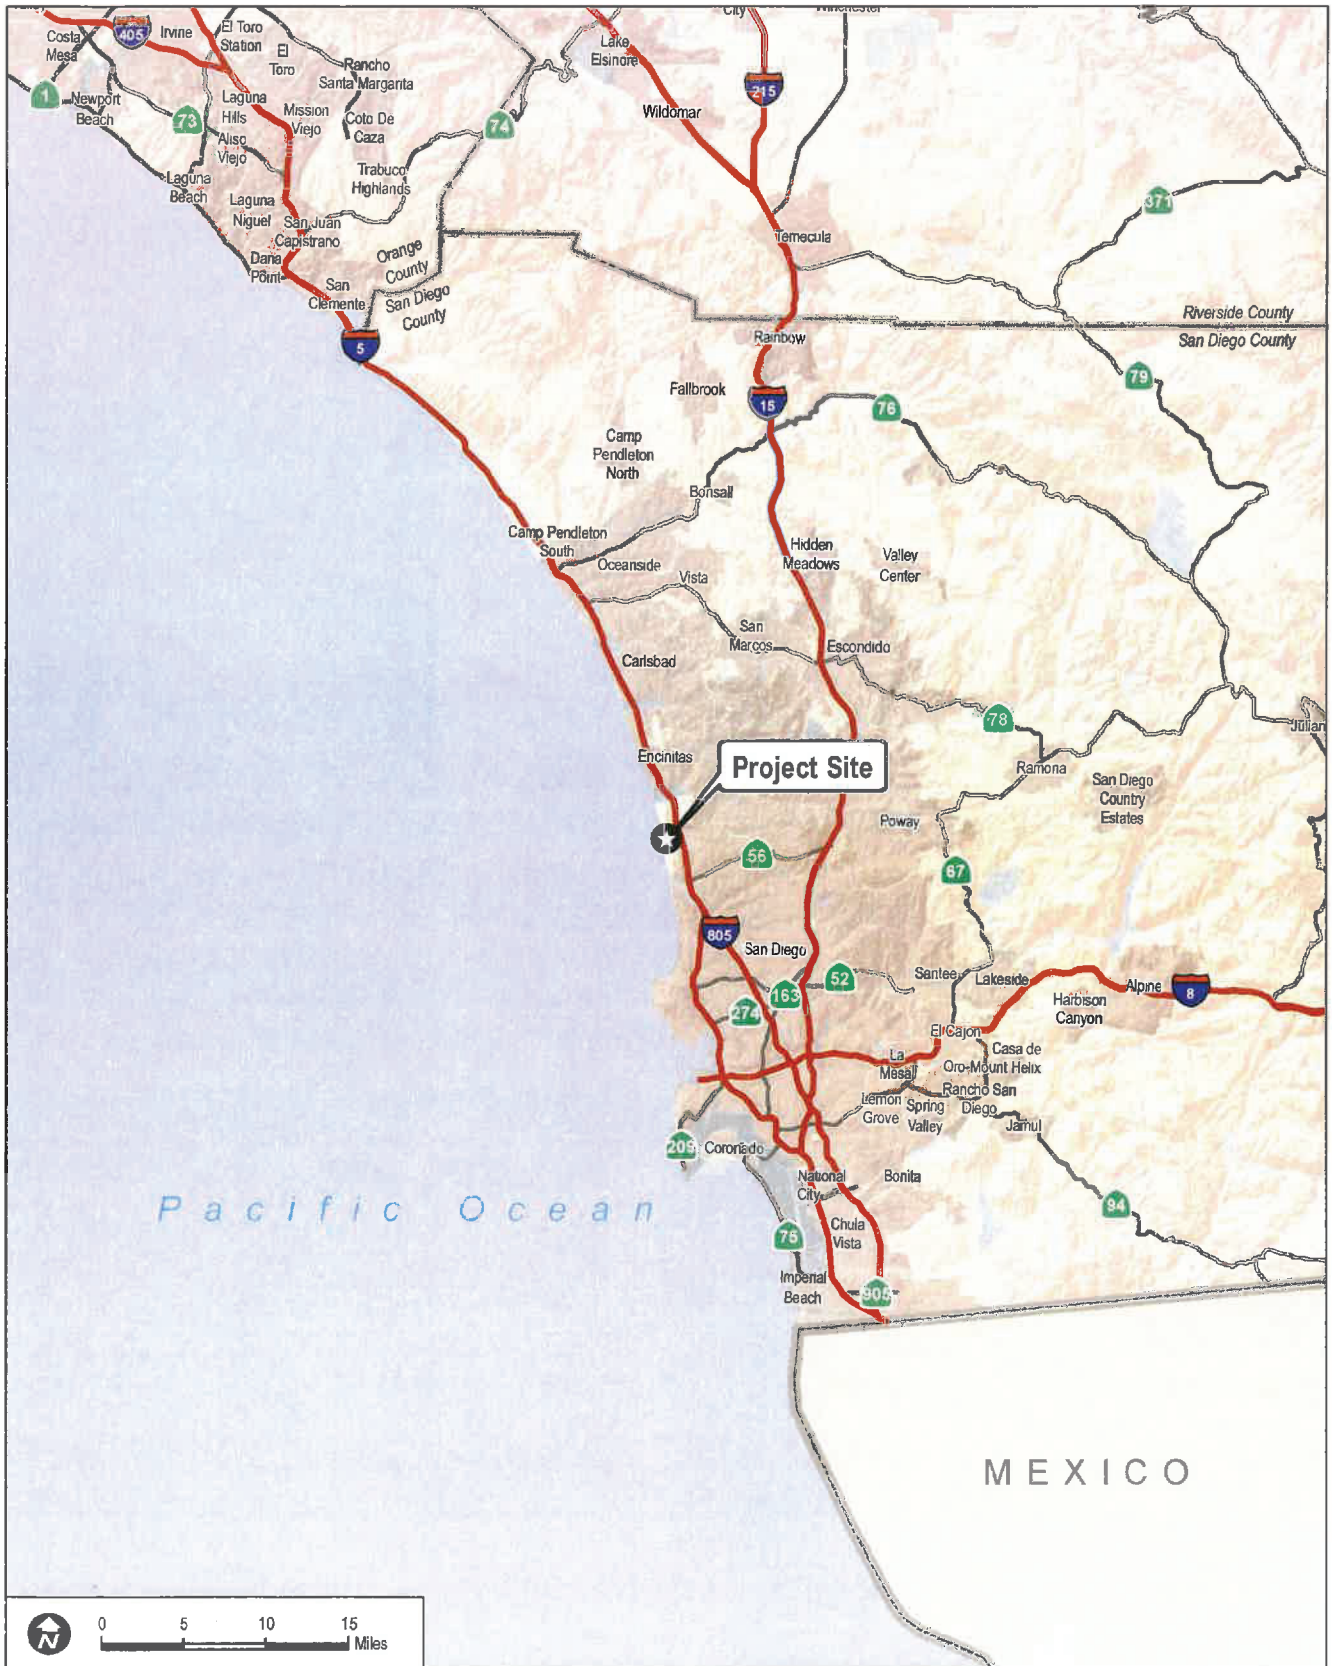 City
Winchester
Costa
Mesa
405
Irvine
El Toro
Station
El
Toro
Rancho
Santa Margarita
Lake
Elsinore
1
Newport
Beach
73
Laguna
Hills
Mission
Viejo
Coto De
Caza
Aliso
Viejo
74
215
Wildomar
Trabuco
Highlands
Laguna
Beach
Laguna
Niguel
San Juan
Capistrano
371
Temecula
Dana
Point
Orange
County
San
Clemente
San Diego
County
Riverside County
San Diego County
5
Rainbow
79
Fallbrook
15
76
Camp
Pendleton
North
Bonsall
Camp Pendleton
South
Oceanside
Hidden
Meadows
Valley
Center
Vista
San
Marcos
Escondido
Carlsbad
78
Julian
Encinitas
Project Site
Ramona
San Diego
Country
Estates
Poway
56
67
805
San Diego
52
Santee
Lakeside
Alpine
8
163
274
Harbison
Canyon
El Cajon
La
Mesa
Casa de
Oro-Mount Helix
Rancho San
Diego
Lemon
Grove
Spring
Valley
Jamul
209
Coronado
National
City
Bonita
94
Pacific Ocean
75
Chula
Vista
Imperial
Beach
905
MEXICO
N
0 5 10 15
Miles